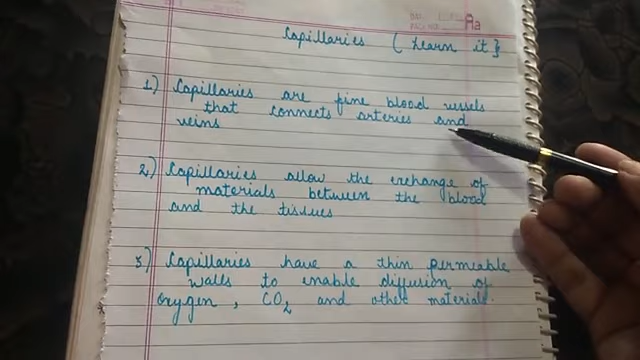 Aa
Capillaries ( Learn it }
1) Capillaries are fine blood vessels
that connects arteries and
veins
2) Capillaries allow the exchange of
materials between the blood
and the tissues
3) Capillaries have a thin permeable
walls to enable diffusion of
oxygen , CO2 and other materials.